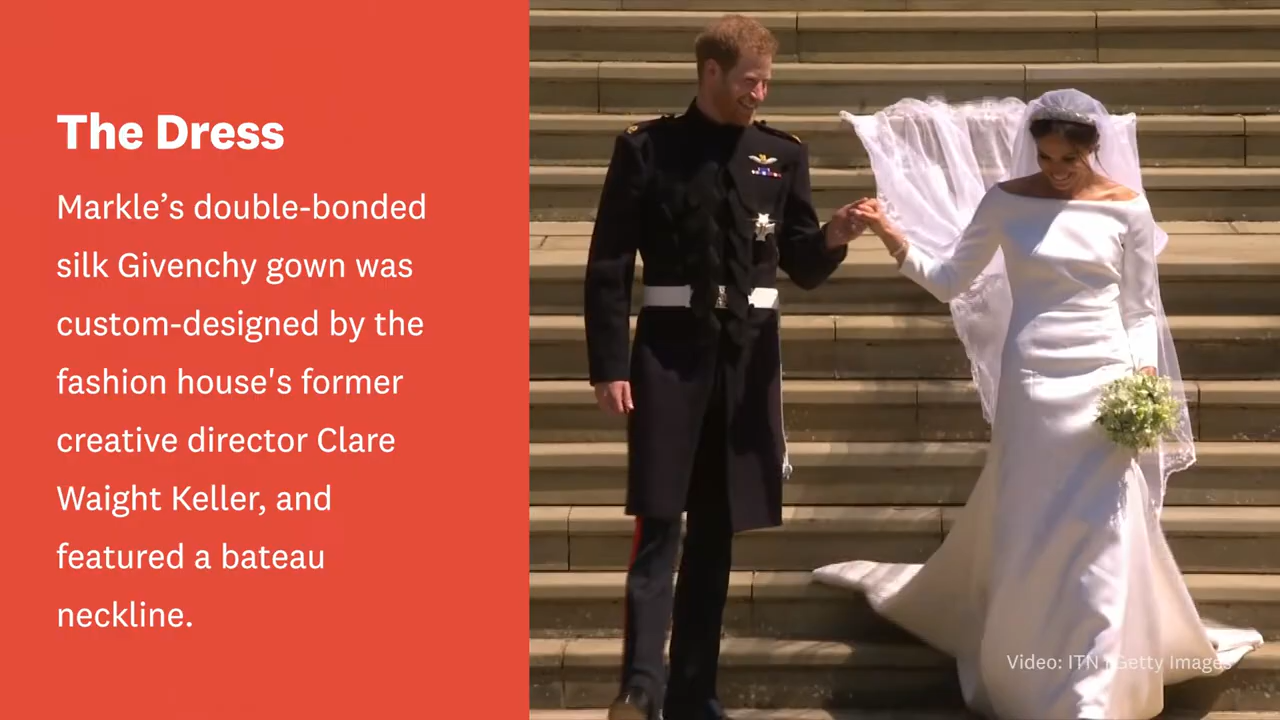 The Dress
Markle’s double-bonded
silk Givenchy gown was
custom-designed by the
fashion house's former
creative director Clare
Waight Keller, and
featured a bateau
neckline.
Video: ITN | Getty Images